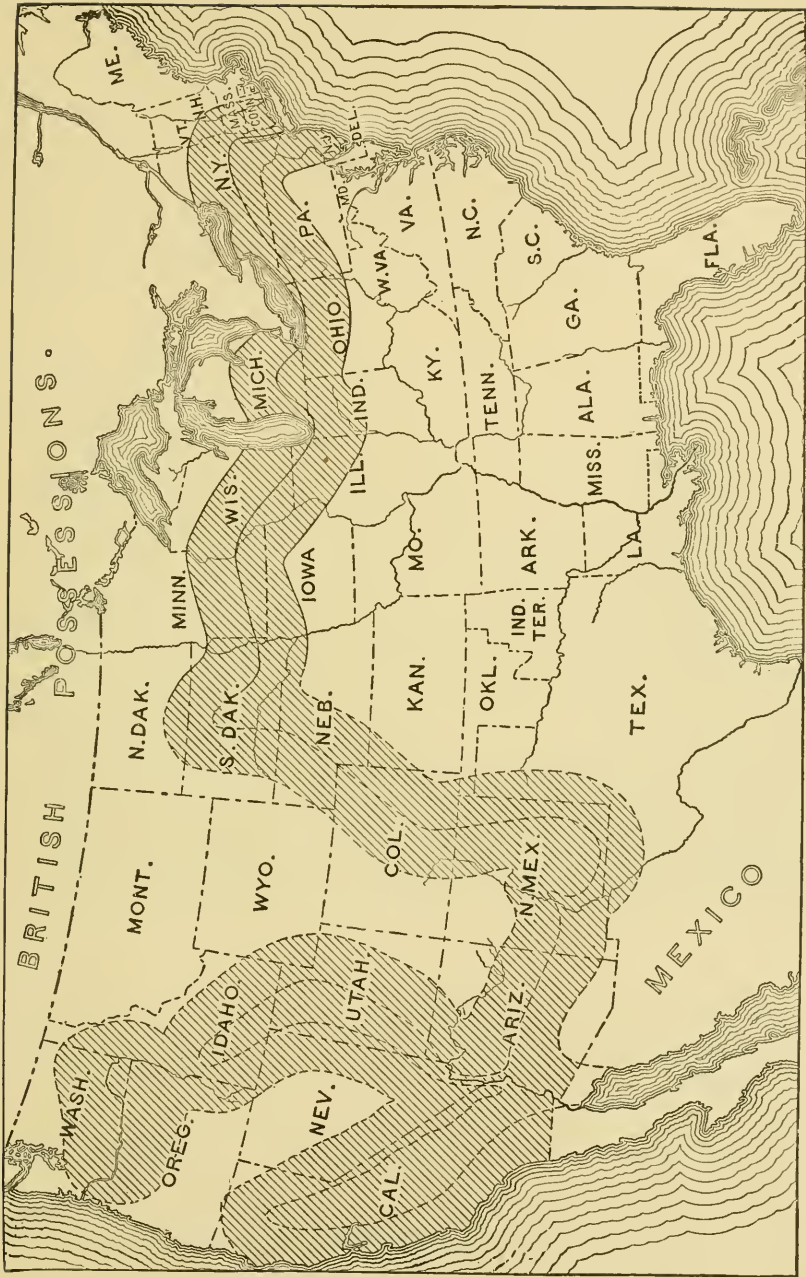 BRITISH POSSESSIONS.
WASH.
OREG.
CAL.
NEV.
IDAHO
UTAH
ARIZ.
MONT.
WYO.
COL.
N.MEX.
N.DAK.
S.DAK.
NEB.
KAN.
OKL.
IND.
TER.
TEX.
MINN.
IOWA
MO.
ARK.
LA.
WIS.
ILL.
MICH.
IND.
OHIO
KY.
TENN.
MISS.
ALA.
GA.
FLA.
S.C.
N.C.
VA.
W.VA.
MD.
DEL.
PA.
N.J.
N.Y.
VT.
N.H.
ME.
MASS.
CONN.
MEXICO